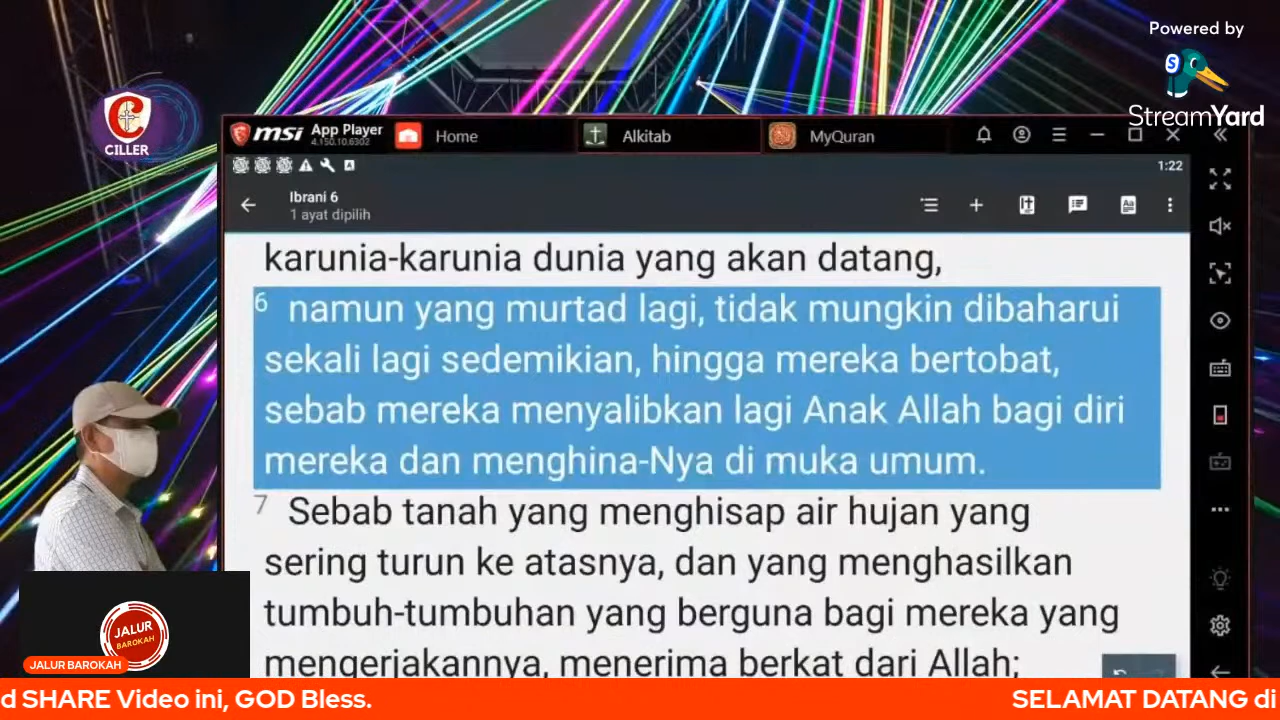 Powered by
StreamYard
CILLER
msi App Player
4.150.10.6302
Home
Alkitab
MyQuran
1:22
Ibrani 6
1 ayat dipilih
karunia-karunia dunia yang akan datang,
6 namun yang murtad lagi, tidak mungkin dibaharui
sekali lagi sedemikian, hingga mereka bertobat,
sebab mereka menyalibkan lagi Anak Allah bagi diri
mereka dan menghina-Nya di muka umum.
7 Sebab tanah yang menghisap air hujan yang
sering turun ke atasnya, dan yang menghasilkan
tumbuh-tumbuhan yang berguna bagi mereka yang
mengerjakannya, menerima berkat dari Allah;
JALUR
BAROKAH
JALUR BAROKAH
d SHARE Video ini, GOD Bless.
SELAMAT DATANG di